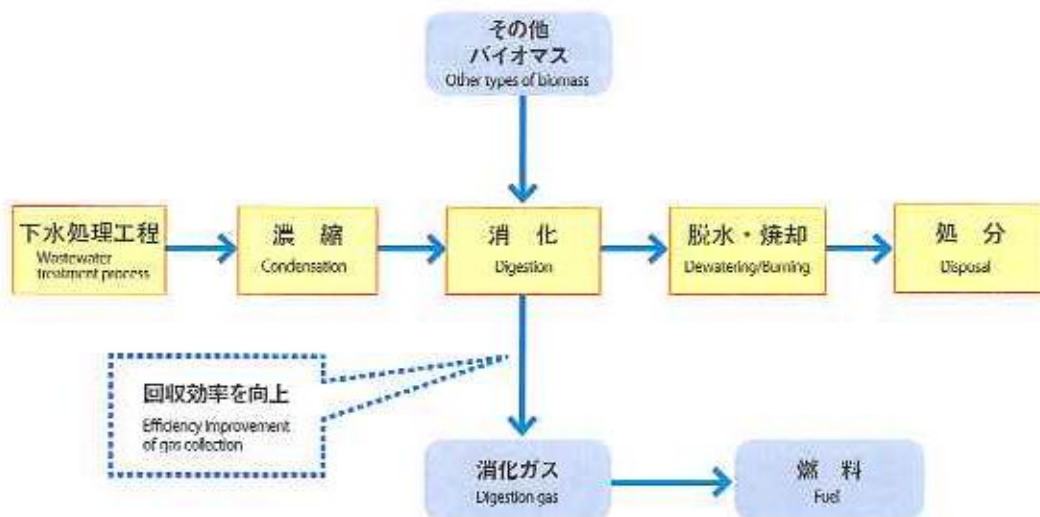 その他
バイオマス
Other types of biomass
下水処理工程
Wastewater
treatment process
濃 縮
Condensation
消 化
Digestion
脱水・焼却
Dewatering/Burning
処 分
Disposal
回収効率を向上
Efficiency Improvement
of gas collection
消化ガス
Digestion gas
燃 料
Fuel